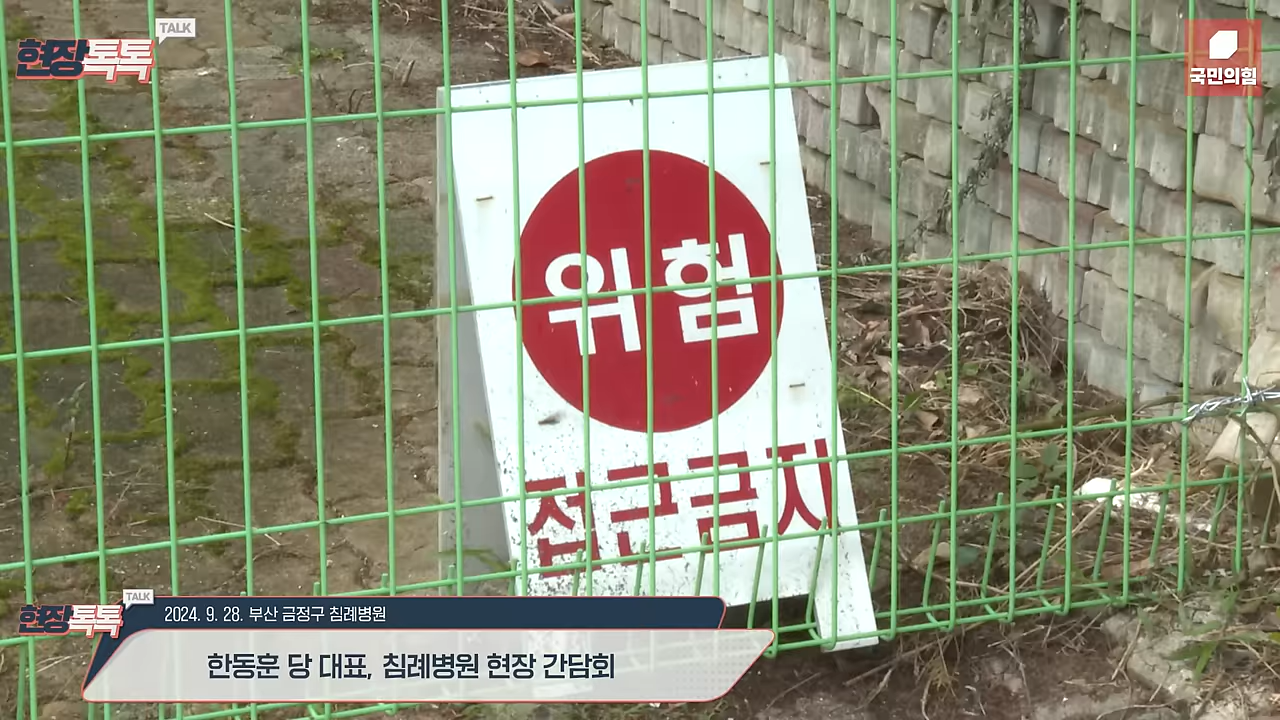 현장톡톡
TALK
국민의힘
위험
접근금지
현장톡톡
TALK
2024. 9. 28. 부산 금정구 침례병원
한동훈 당 대표, 침례병원 현장 간담회